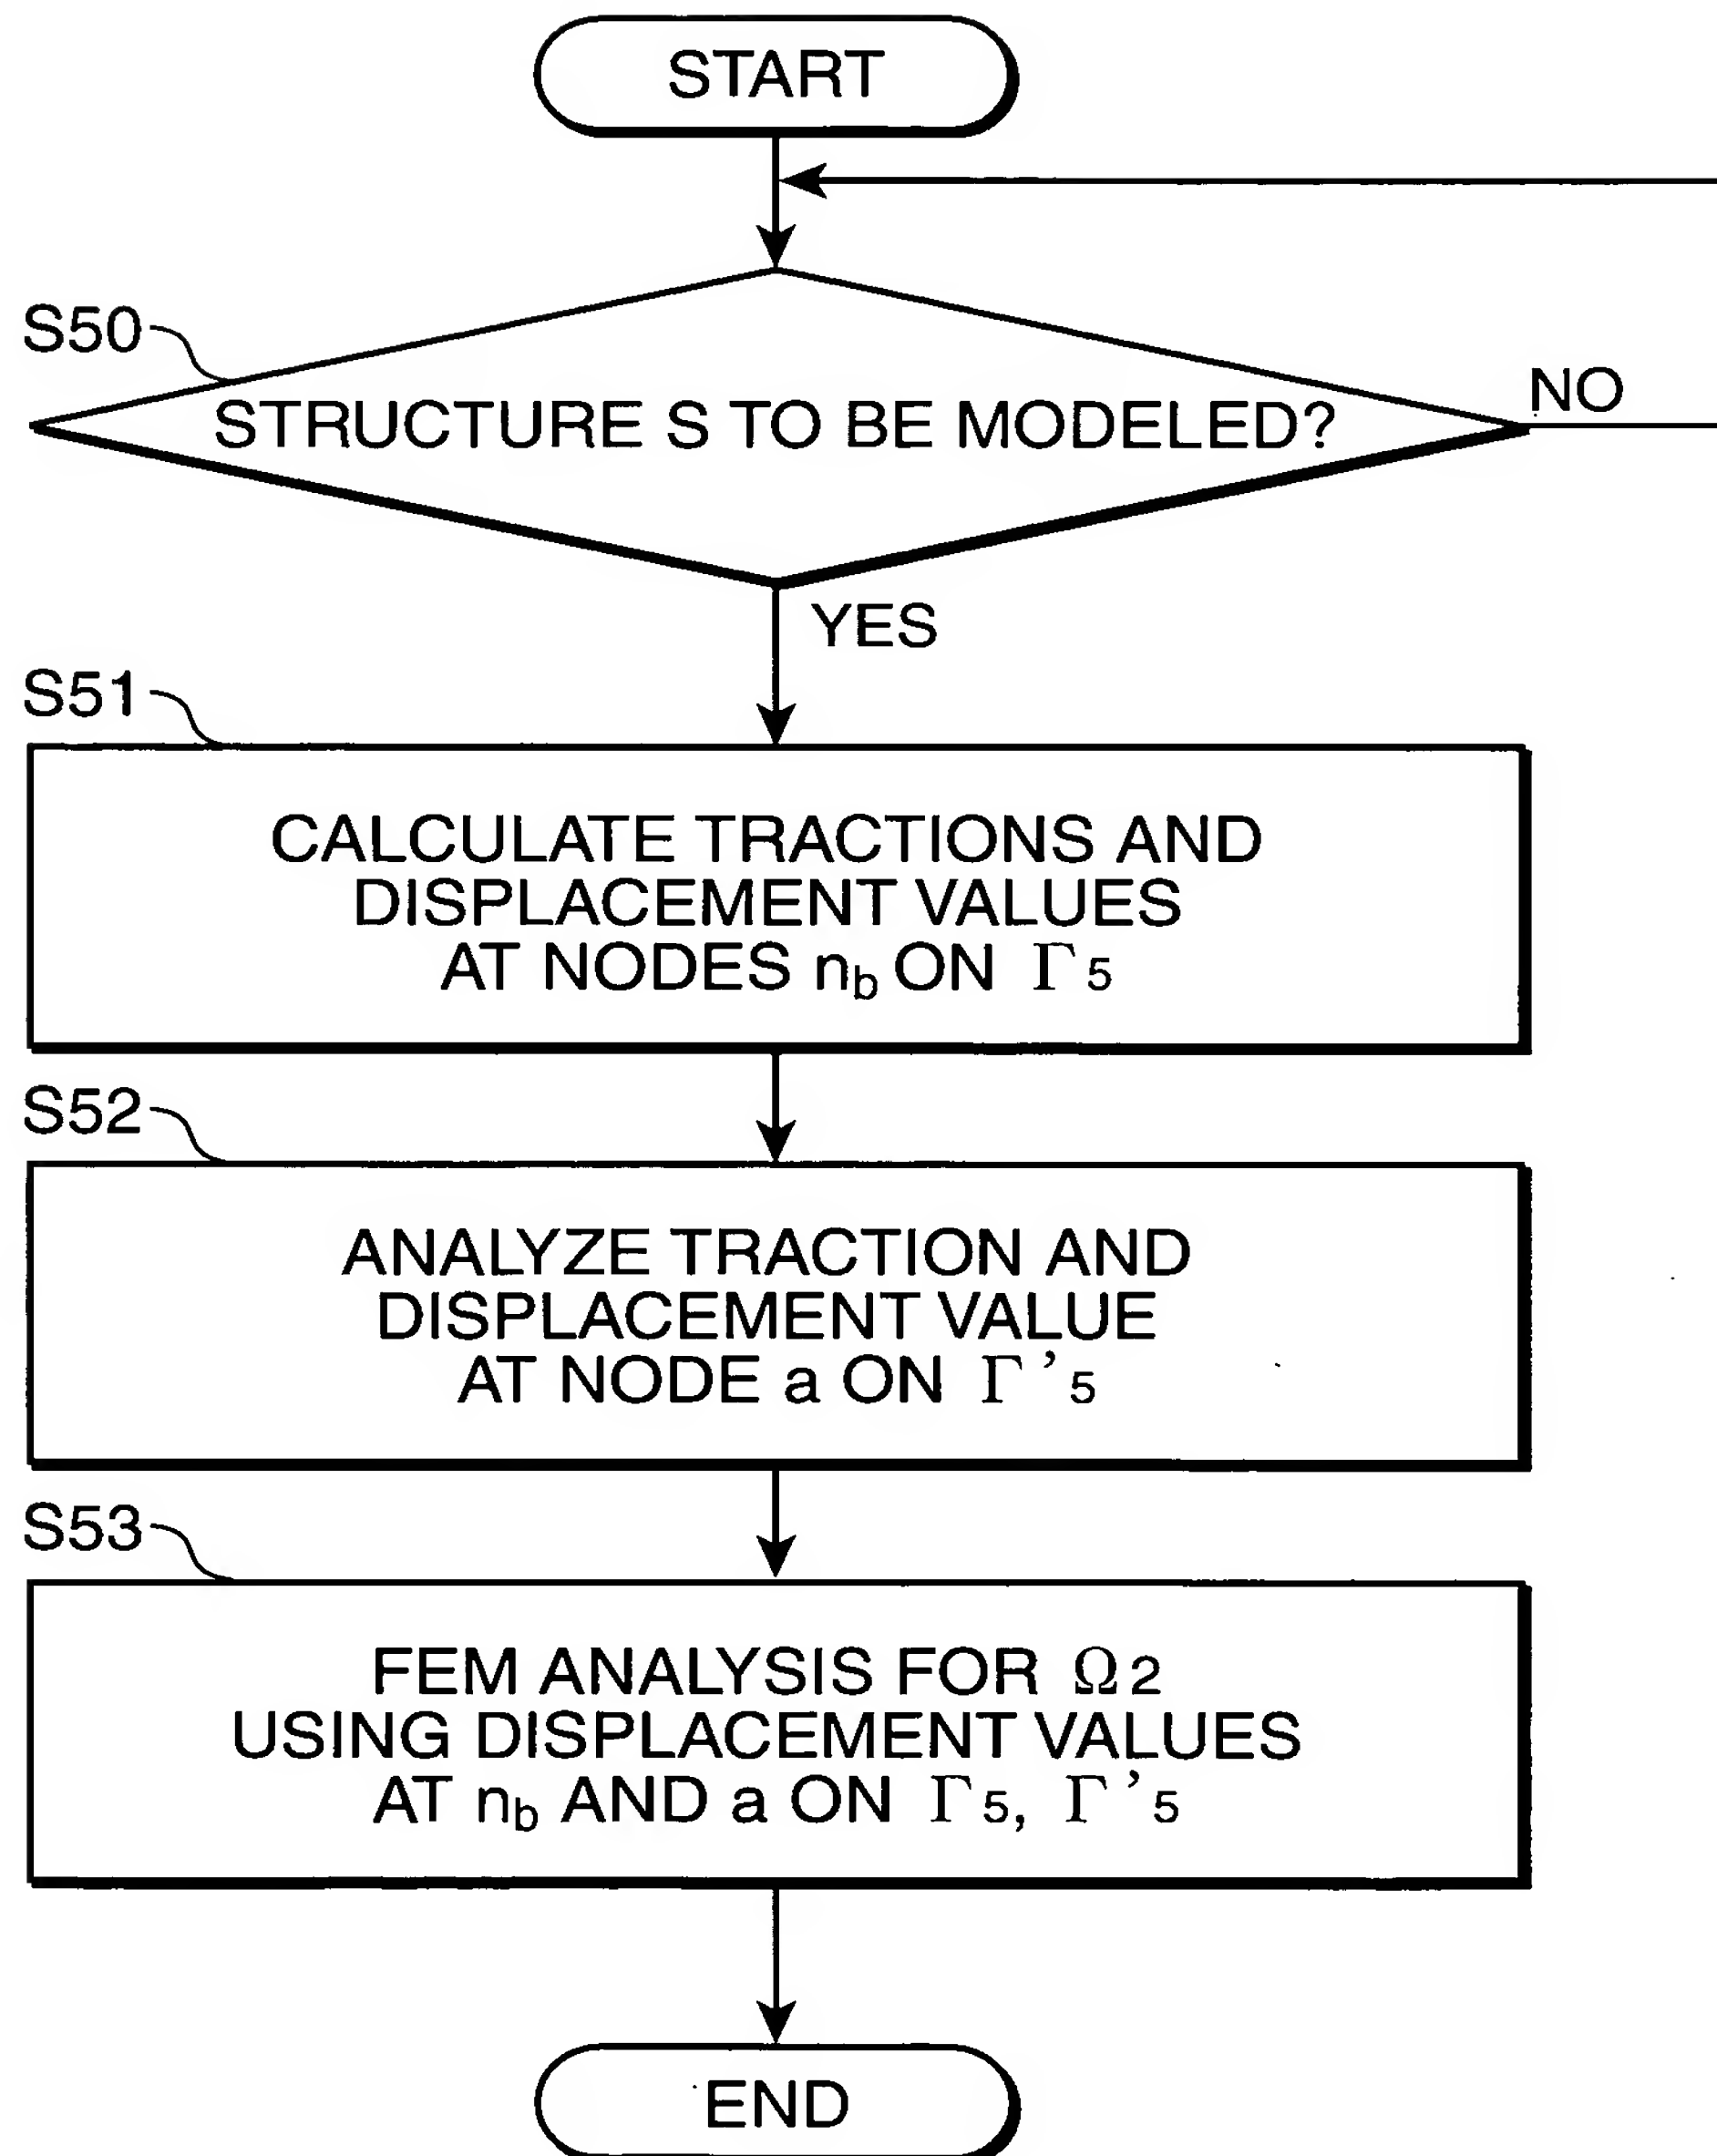 START
S50
STRUCTURE S TO BE MODELED?
NO
YES
S51
CALCULATE TRACTIONS AND
DISPLACEMENT VALUES
AT NODES n_b ON Γ5
S52
ANALYZE TRACTION AND
DISPLACEMENT VALUE
AT NODE a ON Γ'5
S53
FEM ANALYSIS FOR Ω2
USING DISPLACEMENT VALUES
AT n_b AND a ON Γ5, Γ'5
END